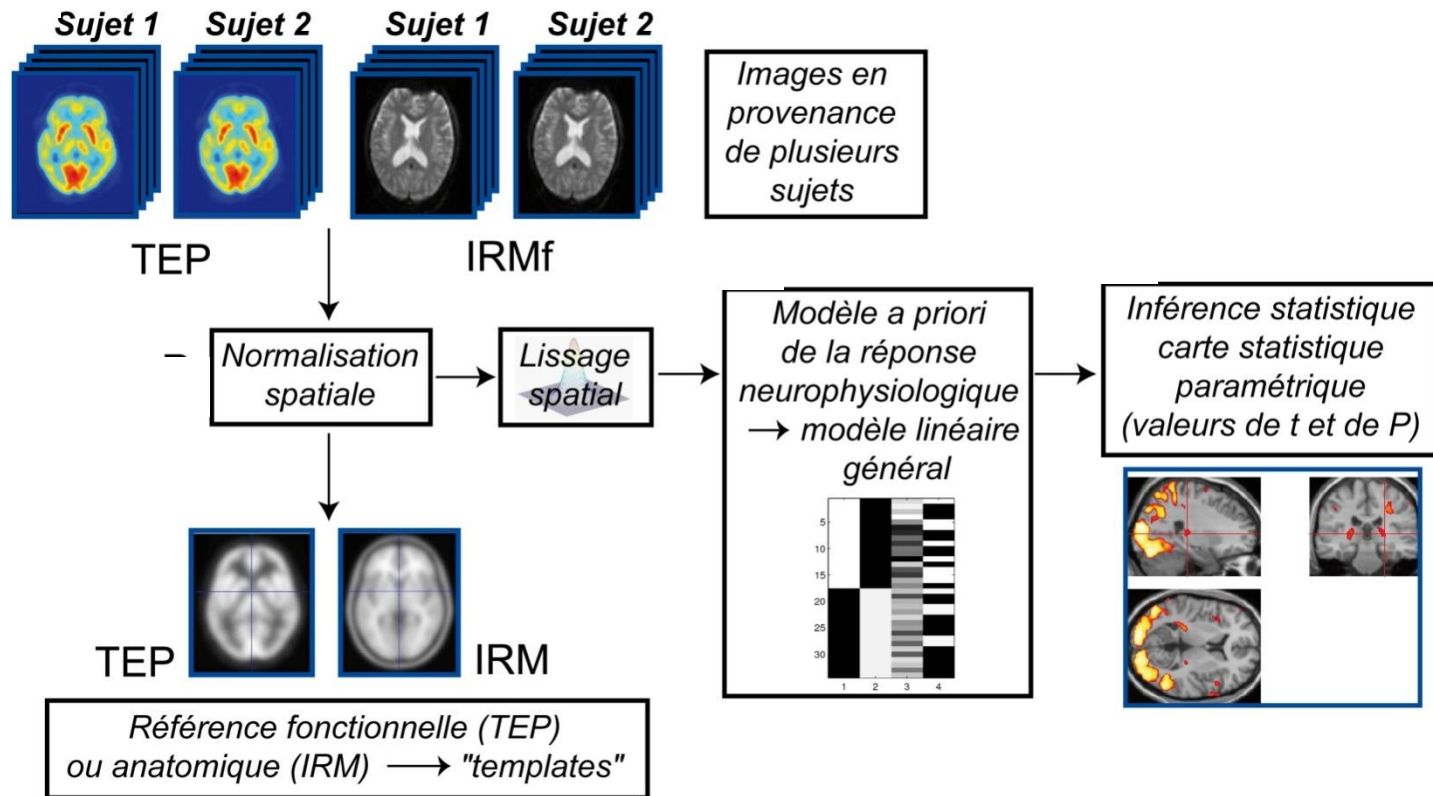 Sujet 1 Sujet 2 Sujet 1 Sujet 2
Images en
provenance
de plusieurs
sujets
TEP IRMf
Normalisation
spatiale
Lissage
spatial
Modèle a priori
de la réponse
neurophysiologique
→ modèle linéaire
général
5
10
15
20
25
30
1 2 3 4
Inférence statistique
carte statistique
paramétrique
(valeurs de t et de P)
TEP IRM
Référence fonctionnelle (TEP)
ou anatomique (IRM) → "templates"